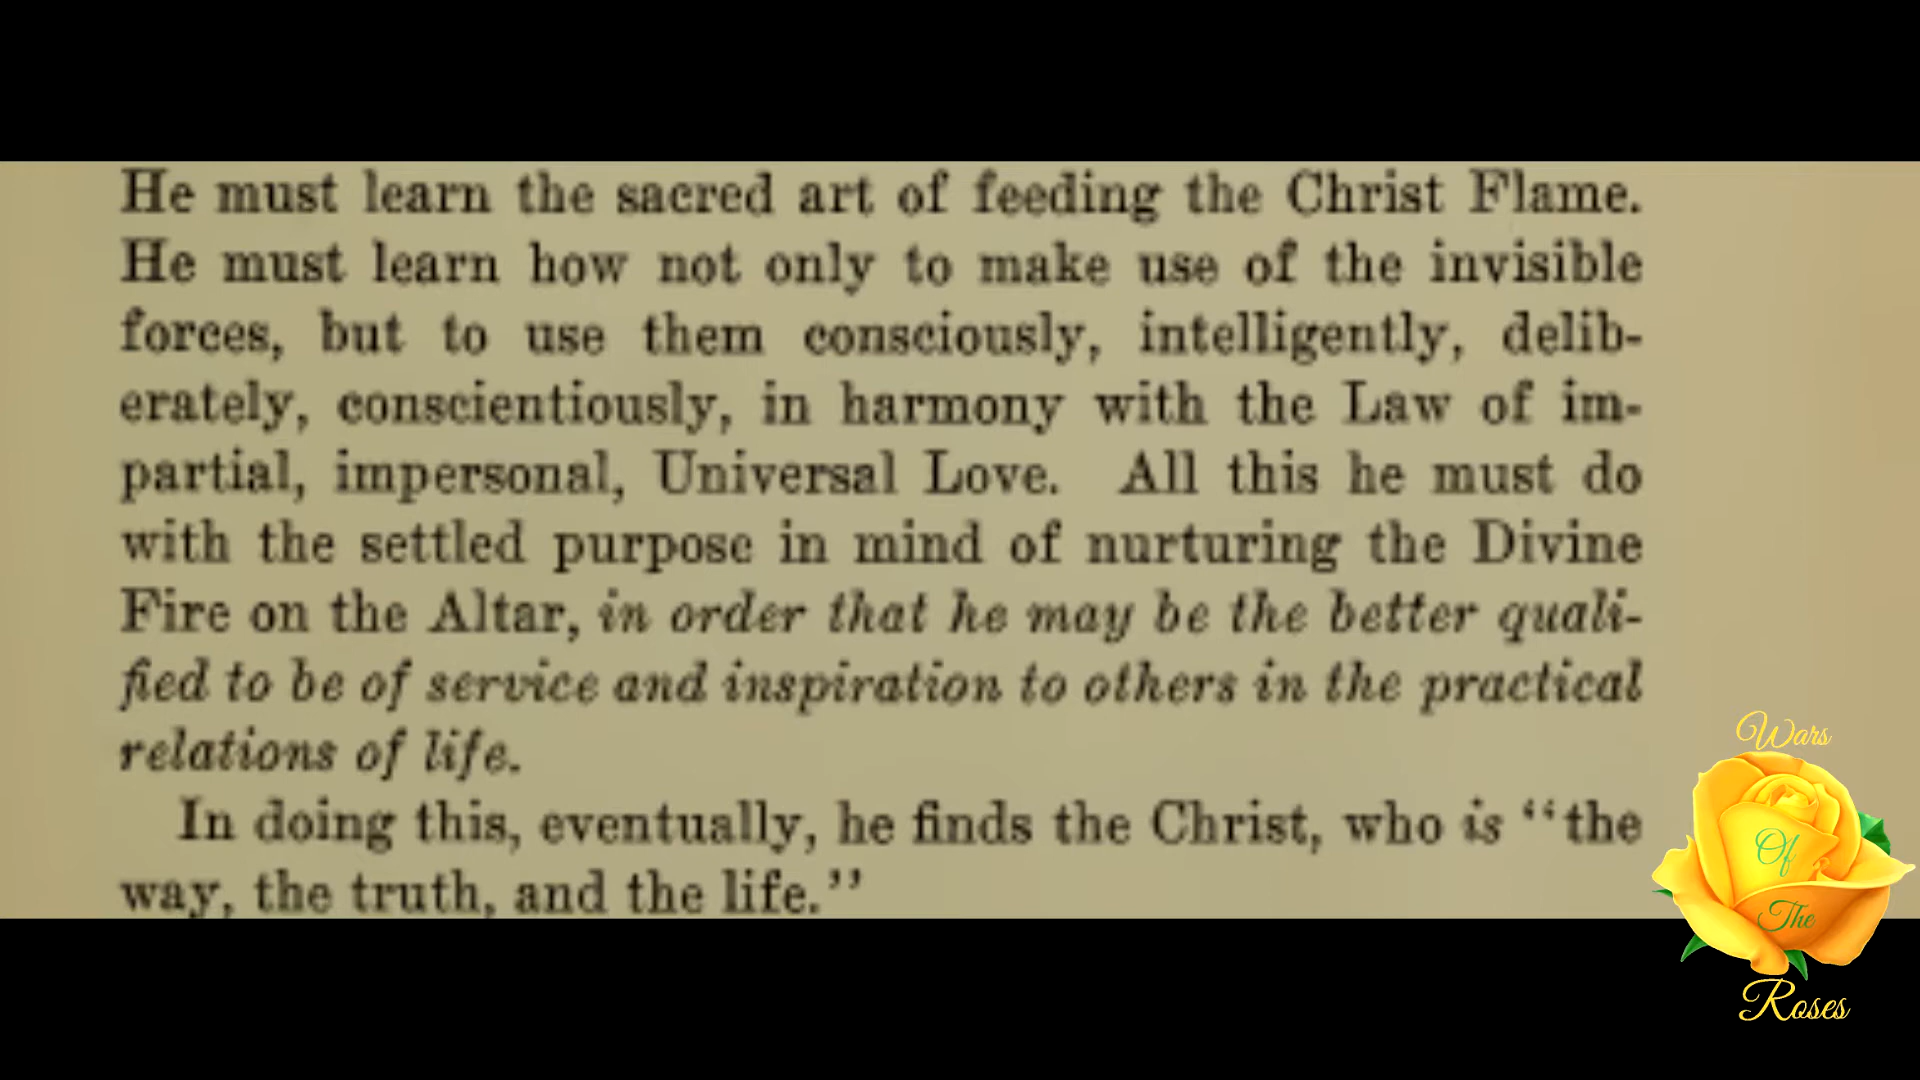 He must learn the sacred art of feeding the Christ Flame.
He must learn how not only to make use of the invisible
forces, but to use them consciously, intelligently, delib-
erately, conscientiously, in harmony with the Law of im-
partial, impersonal, Universal Love. All this he must do
with the settled purpose in mind of nurturing the Divine
Fire on the Altar, in order that he may be the better quali-
fied to be of service and inspiration to others in the practical
relations of life.
In doing this, eventually, he finds the Christ, who is “the
way, the truth, and the life.”
Wars
Of
The
Roses